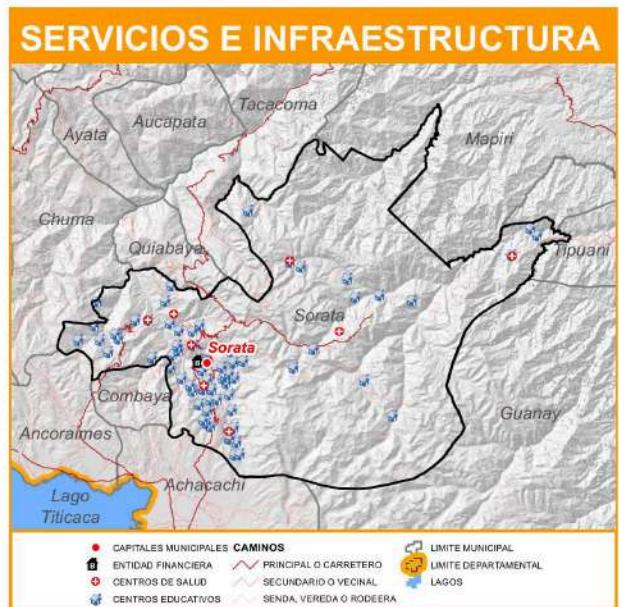 SERVICIOS E INFRAESTRUCTURA
Tacacoma
Aucapata
Ayata
Mapiri
Chuma
Quiabaya
Tipuani
Sorata
Sorata
Combaya
Guanay
Ancoraimes
Achacachi
Lago
Titicaca
CAPITALES MUNICIPALES
ENTIDAD FINANCIERA
CENTROS DE SALUD
CENTROS EDUCATIVOS
CAMINOS
PRINCIPAL O CARRETERO
SECUNDARIO O VECINAL
SENDA, VEREDA O RODEERA
LIMITE MUNICIPAL
LIMITE DEPARTAMENTAL
LAGOS